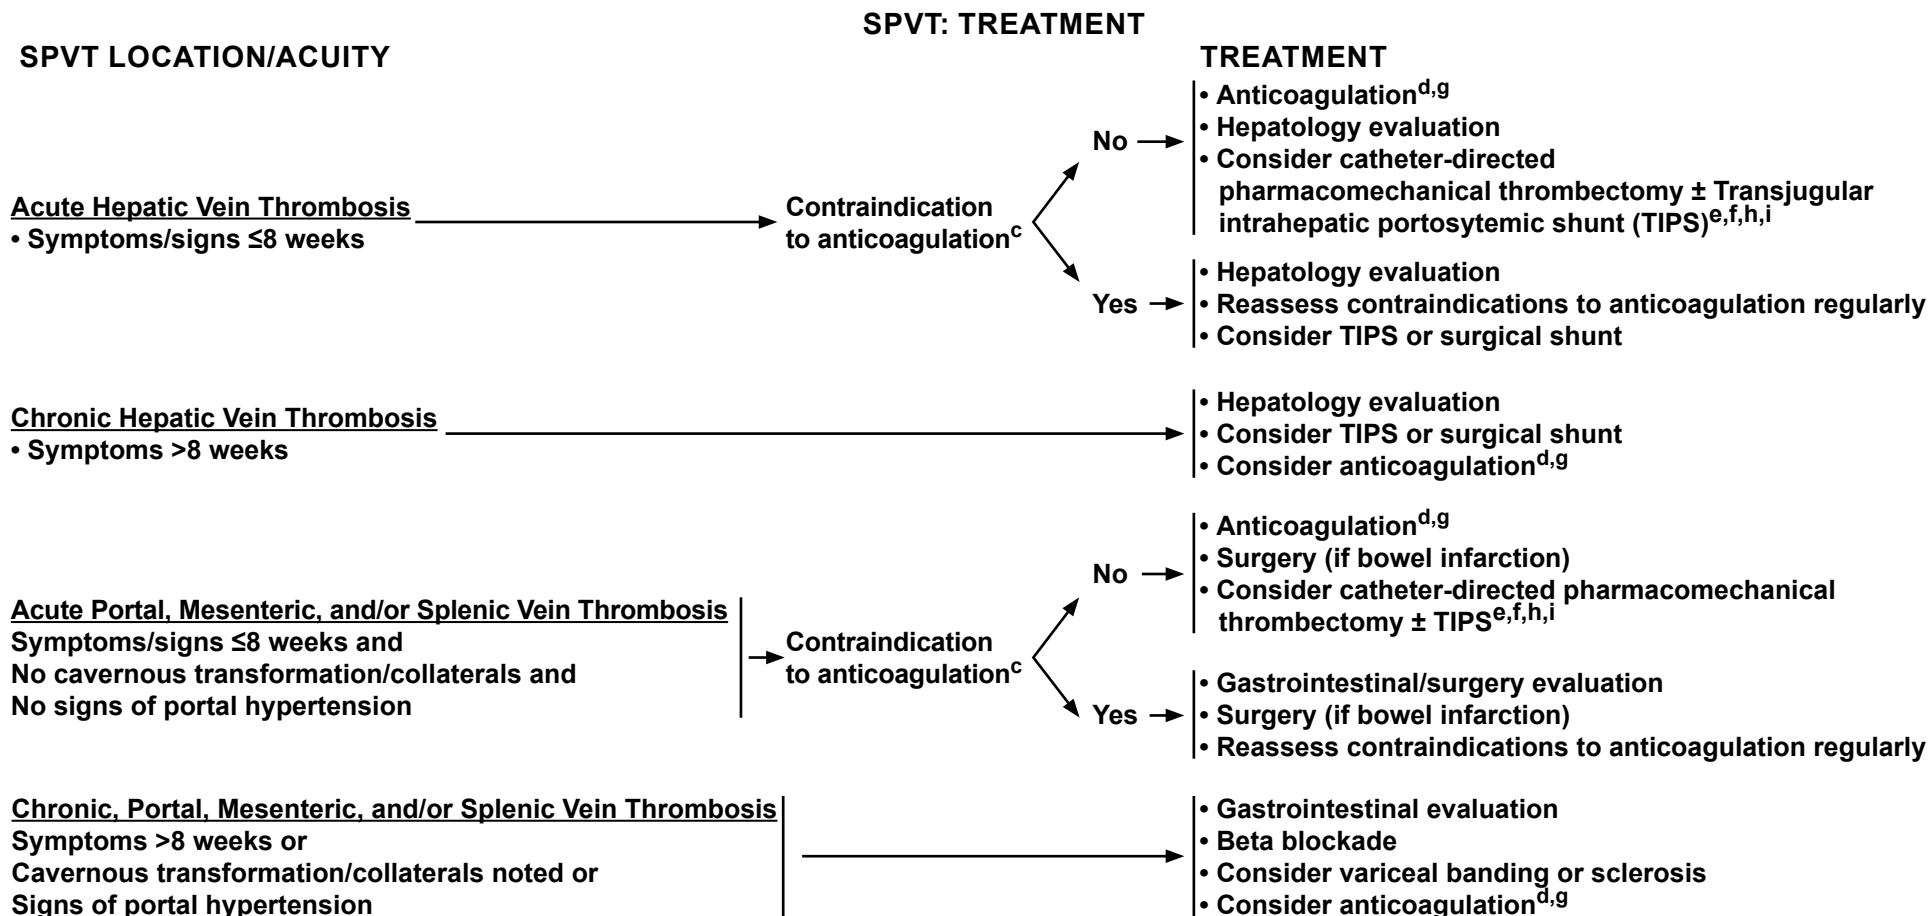 SPVT: TREATMENT
SPVT LOCATION/ACUITY
TREATMENT
Acute Hepatic Vein Thrombosis
• Symptoms/signs ≤8 weeks
Contraindication
to anticoagulationc
No
• Anticoagulationd,g
• Hepatology evaluation
• Consider catheter-directed
pharmacomechanical thrombectomy ± Transjugular
intrahepatic portosytemic shunt (TIPS)e,f,h,i
Yes
• Hepatology evaluation
• Reassess contraindications to anticoagulation regularly
• Consider TIPS or surgical shunt
Chronic Hepatic Vein Thrombosis
• Symptoms >8 weeks
• Hepatology evaluation
• Consider TIPS or surgical shunt
• Consider anticoagulationd,g
Acute Portal, Mesenteric, and/or Splenic Vein Thrombosis
Symptoms/signs ≤8 weeks and
No cavernous transformation/collaterals and
No signs of portal hypertension
Contraindication
to anticoagulationc
No
• Anticoagulationd,g
• Surgery (if bowel infarction)
• Consider catheter-directed pharmacomechanical
thrombectomy ± TIPSe,f,h,i
Yes
• Gastrointestinal/surgery evaluation
• Surgery (if bowel infarction)
• Reassess contraindications to anticoagulation regularly
Chronic, Portal, Mesenteric, and/or Splenic Vein Thrombosis
Symptoms >8 weeks or
Cavernous transformation/collaterals noted or
Signs of portal hypertension
• Gastrointestinal evaluation
• Beta blockade
• Consider variceal banding or sclerosis
• Consider anticoagulationd,g